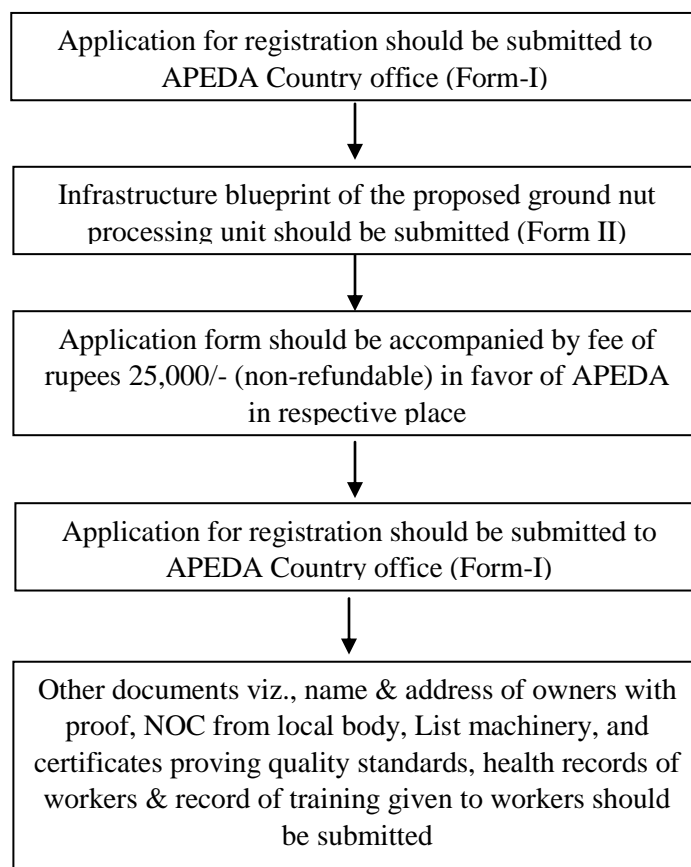 Application for registration should be submitted to
APEDA Country office (Form-I)
Infrastructure blueprint of the proposed ground nut
processing unit should be submitted (Form II)
Application form should be accompanied by fee of
rupees 25,000/- (non-refundable) in favor of APEDA
in respective place
Application for registration should be submitted to
APEDA Country office (Form-I)
Other documents viz., name & address of owners with
proof, NOC from local body, List machinery, and
certificates proving quality standards, health records of
workers & record of training given to workers should
be submitted